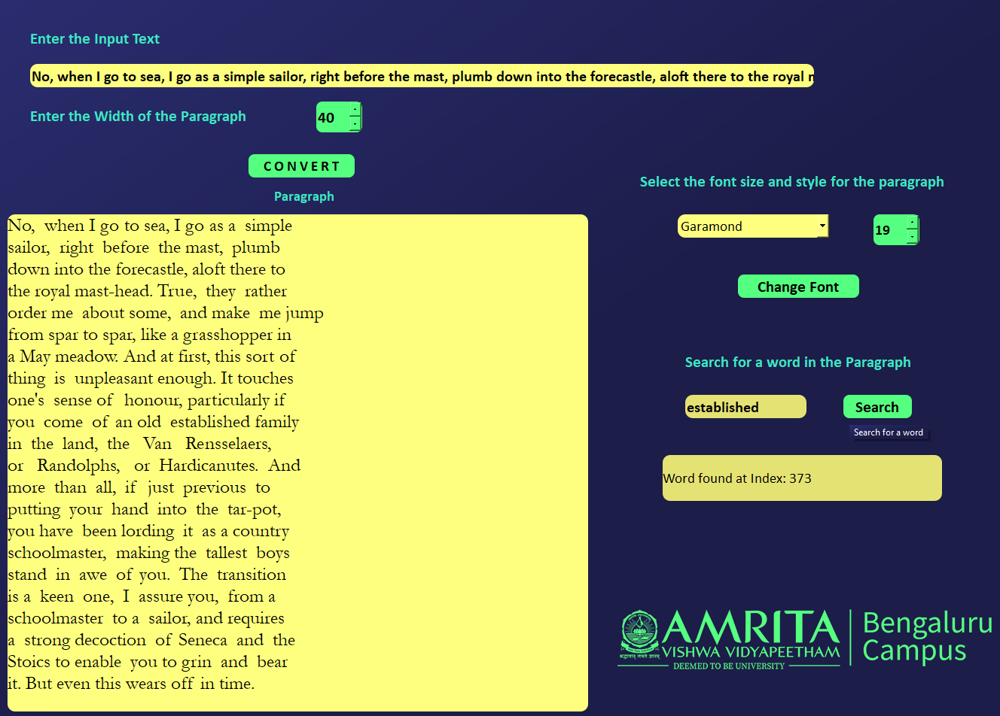 Enter the Input Text
No, when I go to sea, I go as a simple sailor, right before the mast, plumb down into the forecastle, aloft there to the royal
Enter the Width of the Paragraph
40
CONVERT
Paragraph
No, when I go to sea, I go as a simple
sailor, right before the mast, plumb
down into the forecastle, aloft there to
the royal mast-head. True, they rather
order me about some, and make me jump
from spar to spar, like a grasshopper in
a May meadow. And at first, this sort of
thing is unpleasant enough. It touches
one's sense of honour, particularly if
you come of an old established family
in the land, the Van Rensselaers,
or Randolphs, or Hardicanutes. And
more than all, if just previous to
putting your hand into the tar-pot,
you have been lording it as a country
schoolmaster, making the tallest boys
stand in awe of you. The transition
is a keen one, I assure you, from a
schoolmaster to a sailor, and requires
a strong decoction of Seneca and the
Stoics to enable you to grin and bear
it. But even this wears off in time.
Select the font size and style for the paragraph
Garamond
19
Change Font
Search for a word in the Paragraph
established
Search
Search for a word
Word found at Index: 373
AMRITA
VISHWA VIDYAPEETHAM
DEEMED TO BE UNIVERSITY
Bengaluru
Campus